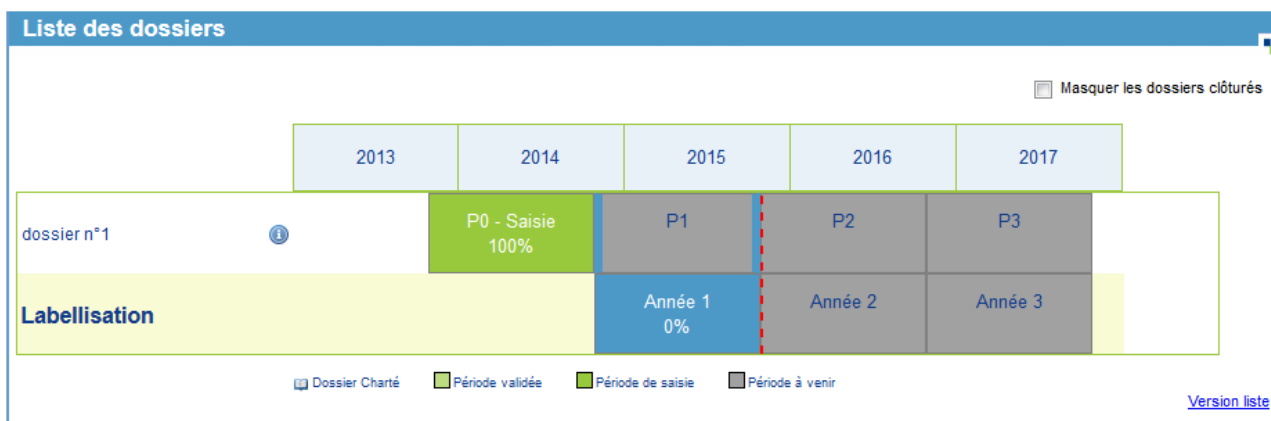 Liste des dossiers
Masquer les dossiers clôturés
2013 2014 2015 2016 2017
dossier n°1
P0 - Saisie
100%
P1 P2 P3
Labellisation
Année 1
0%
Année 2 Année 3
Dossier Charté Période validée Période de saisie Période à venir
Version liste